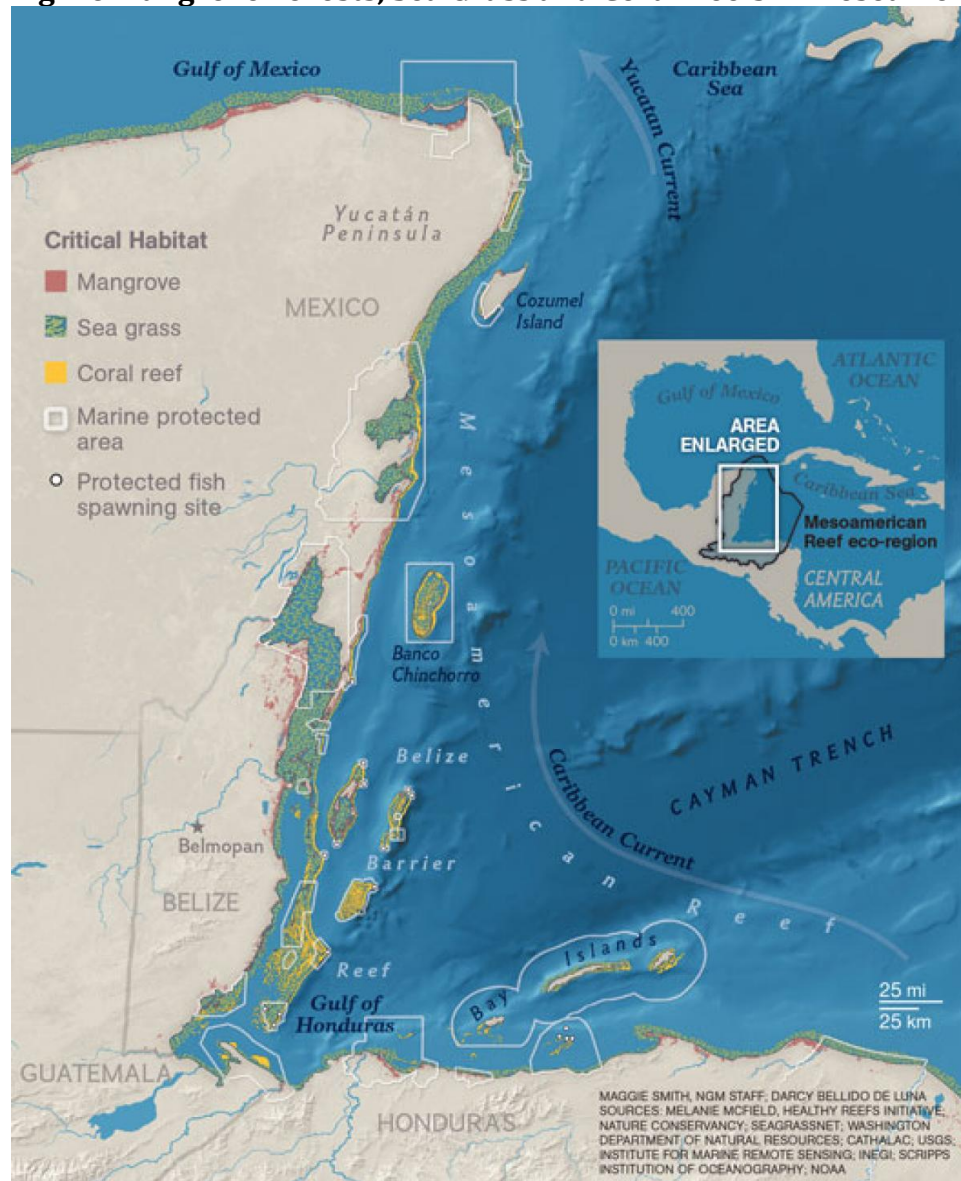 Gulf of Mexico
Caribbean
Sea
Yucatan Current
Yucatán
Peninsula
Critical Habitat
Mangrove
Sea grass
Coral reef
Marine protected
area
Protected fish
spawning site
MEXICO
Cozumel
Island
ATLANTIC
OCEAN
Gulf of Mexico
AREA
ENLARGED
Caribbean Sea
Mesoamerican
Reef eco-region
PACIFIC
OCEAN
CENTRAL
AMERICA
0 mi 400
0 km 400
Mesoamerican Reef
Banco
Chinchorro
Belize
Barrier
Reef
CAYMAN TRENCH
Caribbean Current
Belmopan
BELIZE
Bay Islands
Gulf of
Honduras
25 mi
25 km
GUATEMALA
HONDURAS
MAGGIE SMITH, NGM STAFF; DARCY BELLIDO DE LUNA
SOURCES: MELANIE MCFIELD, HEALTHY REEFS INITIATIVE;
NATURE CONSERVANCY; SEAGRASSNET; WASHINGTON
DEPARTMENT OF NATURAL RESOURCES; CATHALAC; USGS;
INSTITUTE FOR MARINE REMOTE SENSING; INEGI; SCRIPPS
INSTITUTION OF OCEANOGRAPHY; NOAA